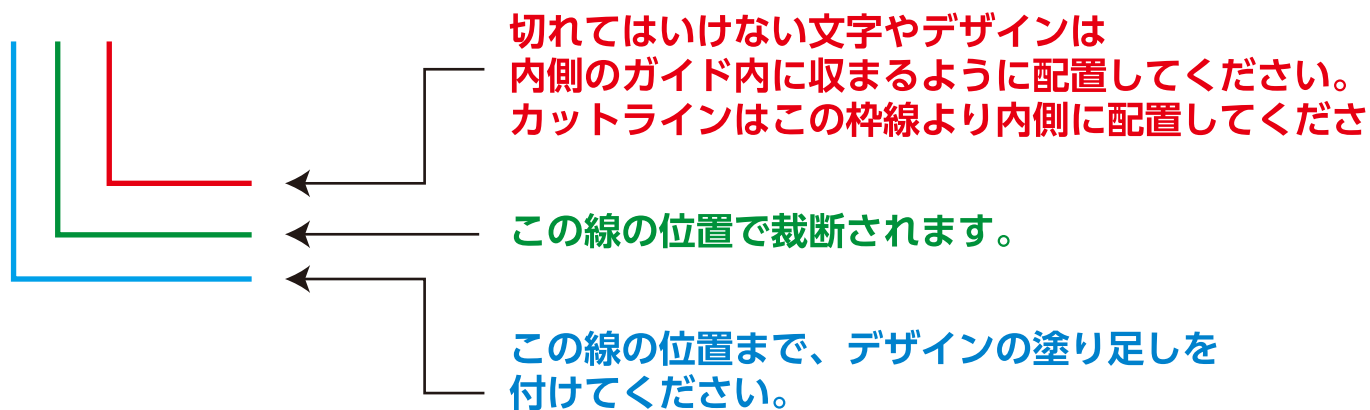 切れてはいけない文字やデザインは
内側のガイド内に収まるように配置してください。
カットラインはこの枠線より内側に配置してくださ
この線の位置で裁断されます。
この線の位置まで、デザインの塗り足しを
付けてください。